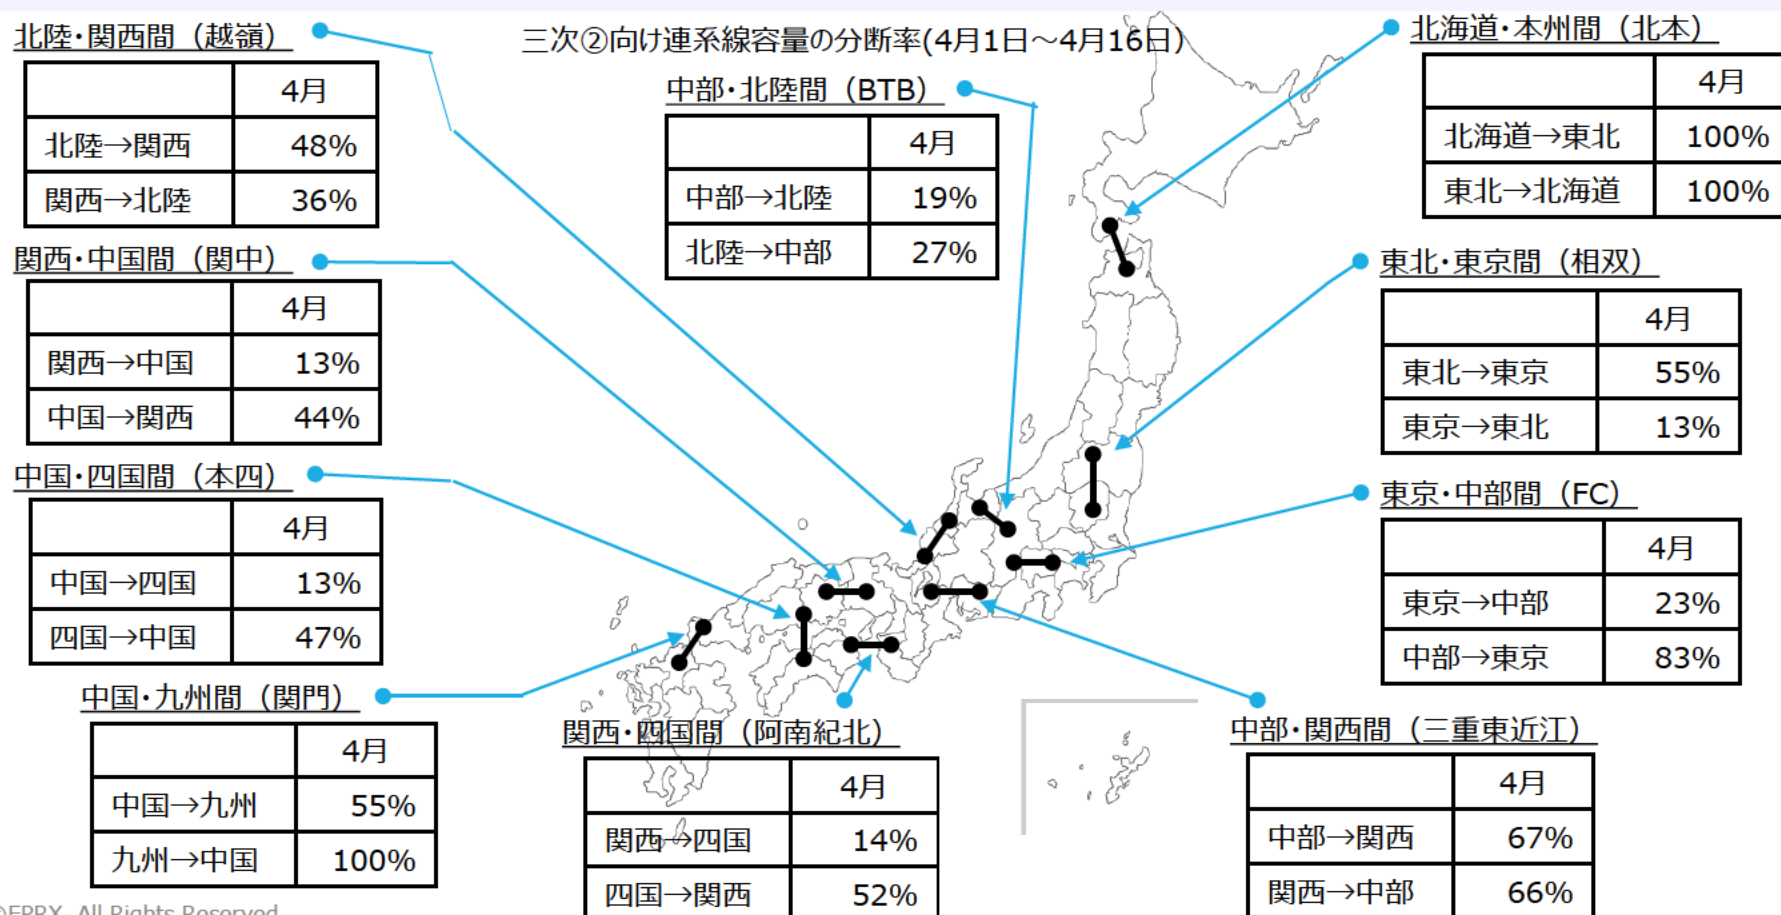 三次②向け連系線容量の分断率(4月1日～4月16日)
北陸･関西間（越嶺）
4月
北陸→関西 48%
関西→北陸 36%
関西･中国間（関中）
4月
関西→中国 13%
中国→関西 44%
中国･四国間（本四）
4月
中国→四国 13%
四国→中国 47%
中国･九州間（関門）
4月
中国→九州 55%
九州→中国 100%
中部･北陸間（BTB）
4月
中部→北陸 19%
北陸→中部 27%
関西･四国間（阿南紀北）
4月
関西→四国 14%
四国→関西 52%
北海道･本州間（北本）
4月
北海道→東北 100%
東北→北海道 100%
東北･東京間（相双）
4月
東北→東京 55%
東京→東北 13%
東京･中部間（FC）
4月
東京→中部 23%
中部→東京 83%
中部･関西間（三重東近江）
4月
中部→関西 67%
関西→中部 66%
©EPRX All Rights Reserved